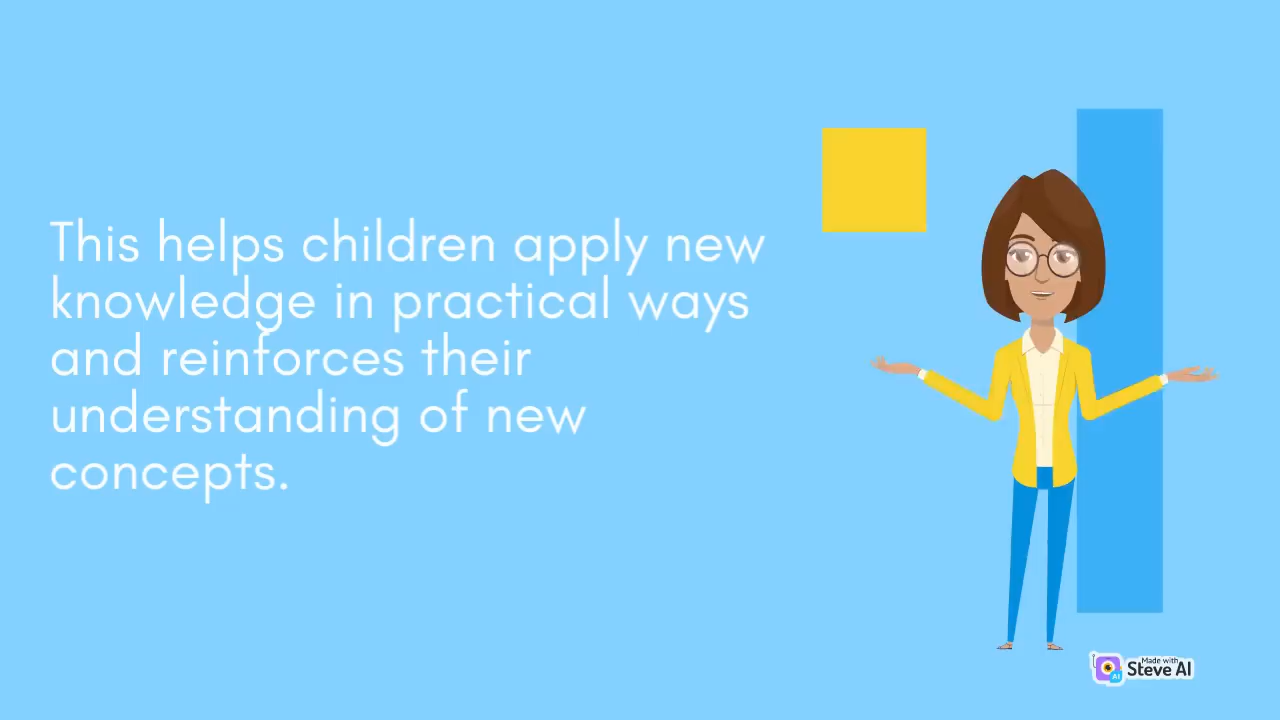 This helps children apply new
knowledge in practical ways
and reinforces their
understanding of new
concepts.
Made with
Steve AI
AI